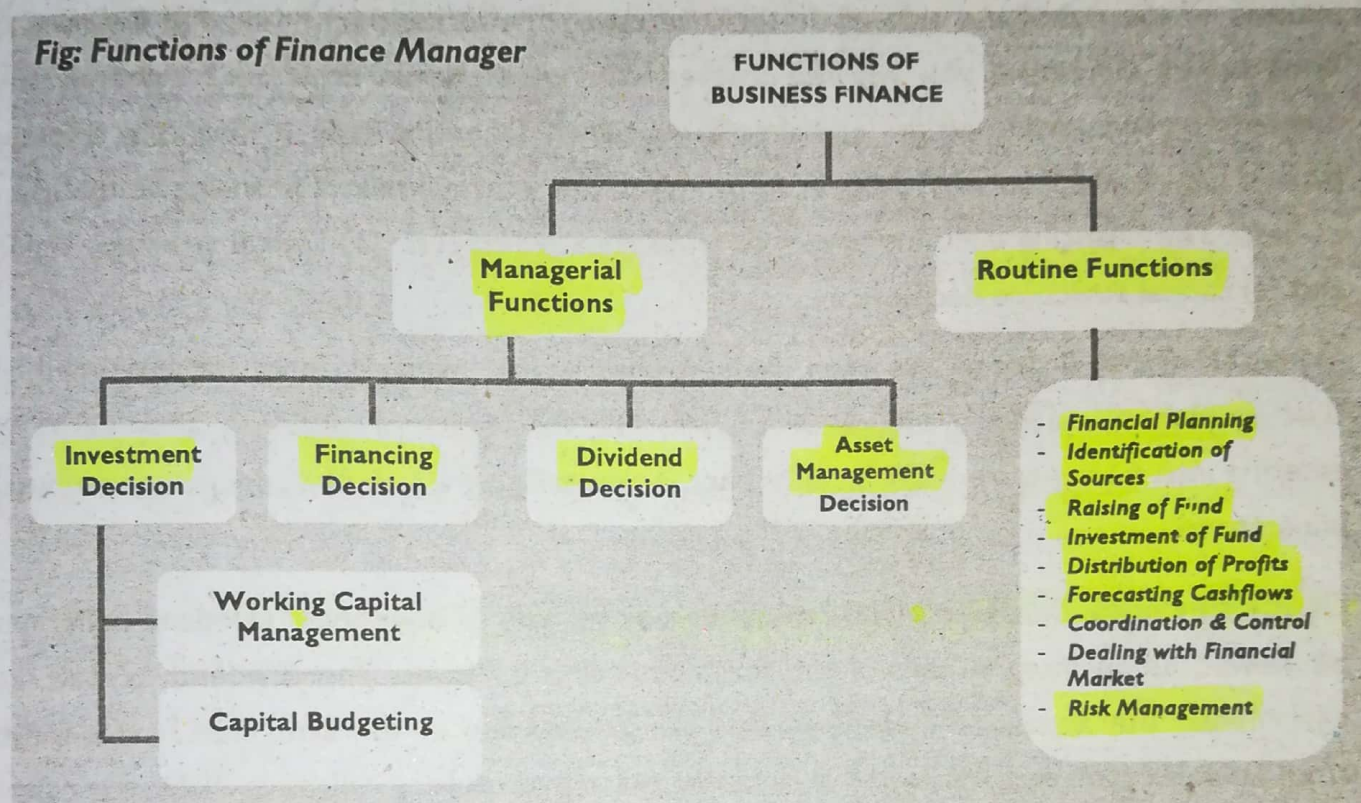 Fig: Functions of Finance Manager
FUNCTIONS OF
BUSINESS FINANCE
Managerial
Functions
Routine Functions
Investment
Decision
Financing
Decision
Dividend
Decision
Asset
Management
Decision
Working Capital
Management
Capital Budgeting
- Financial Planning
- Identification of
Sources
- Raising of Fund
- Investment of Fund
- Distribution of Profits
- Forecasting Cashflows
- Coordination & Control
- Dealing with Financial
Market
- Risk Management